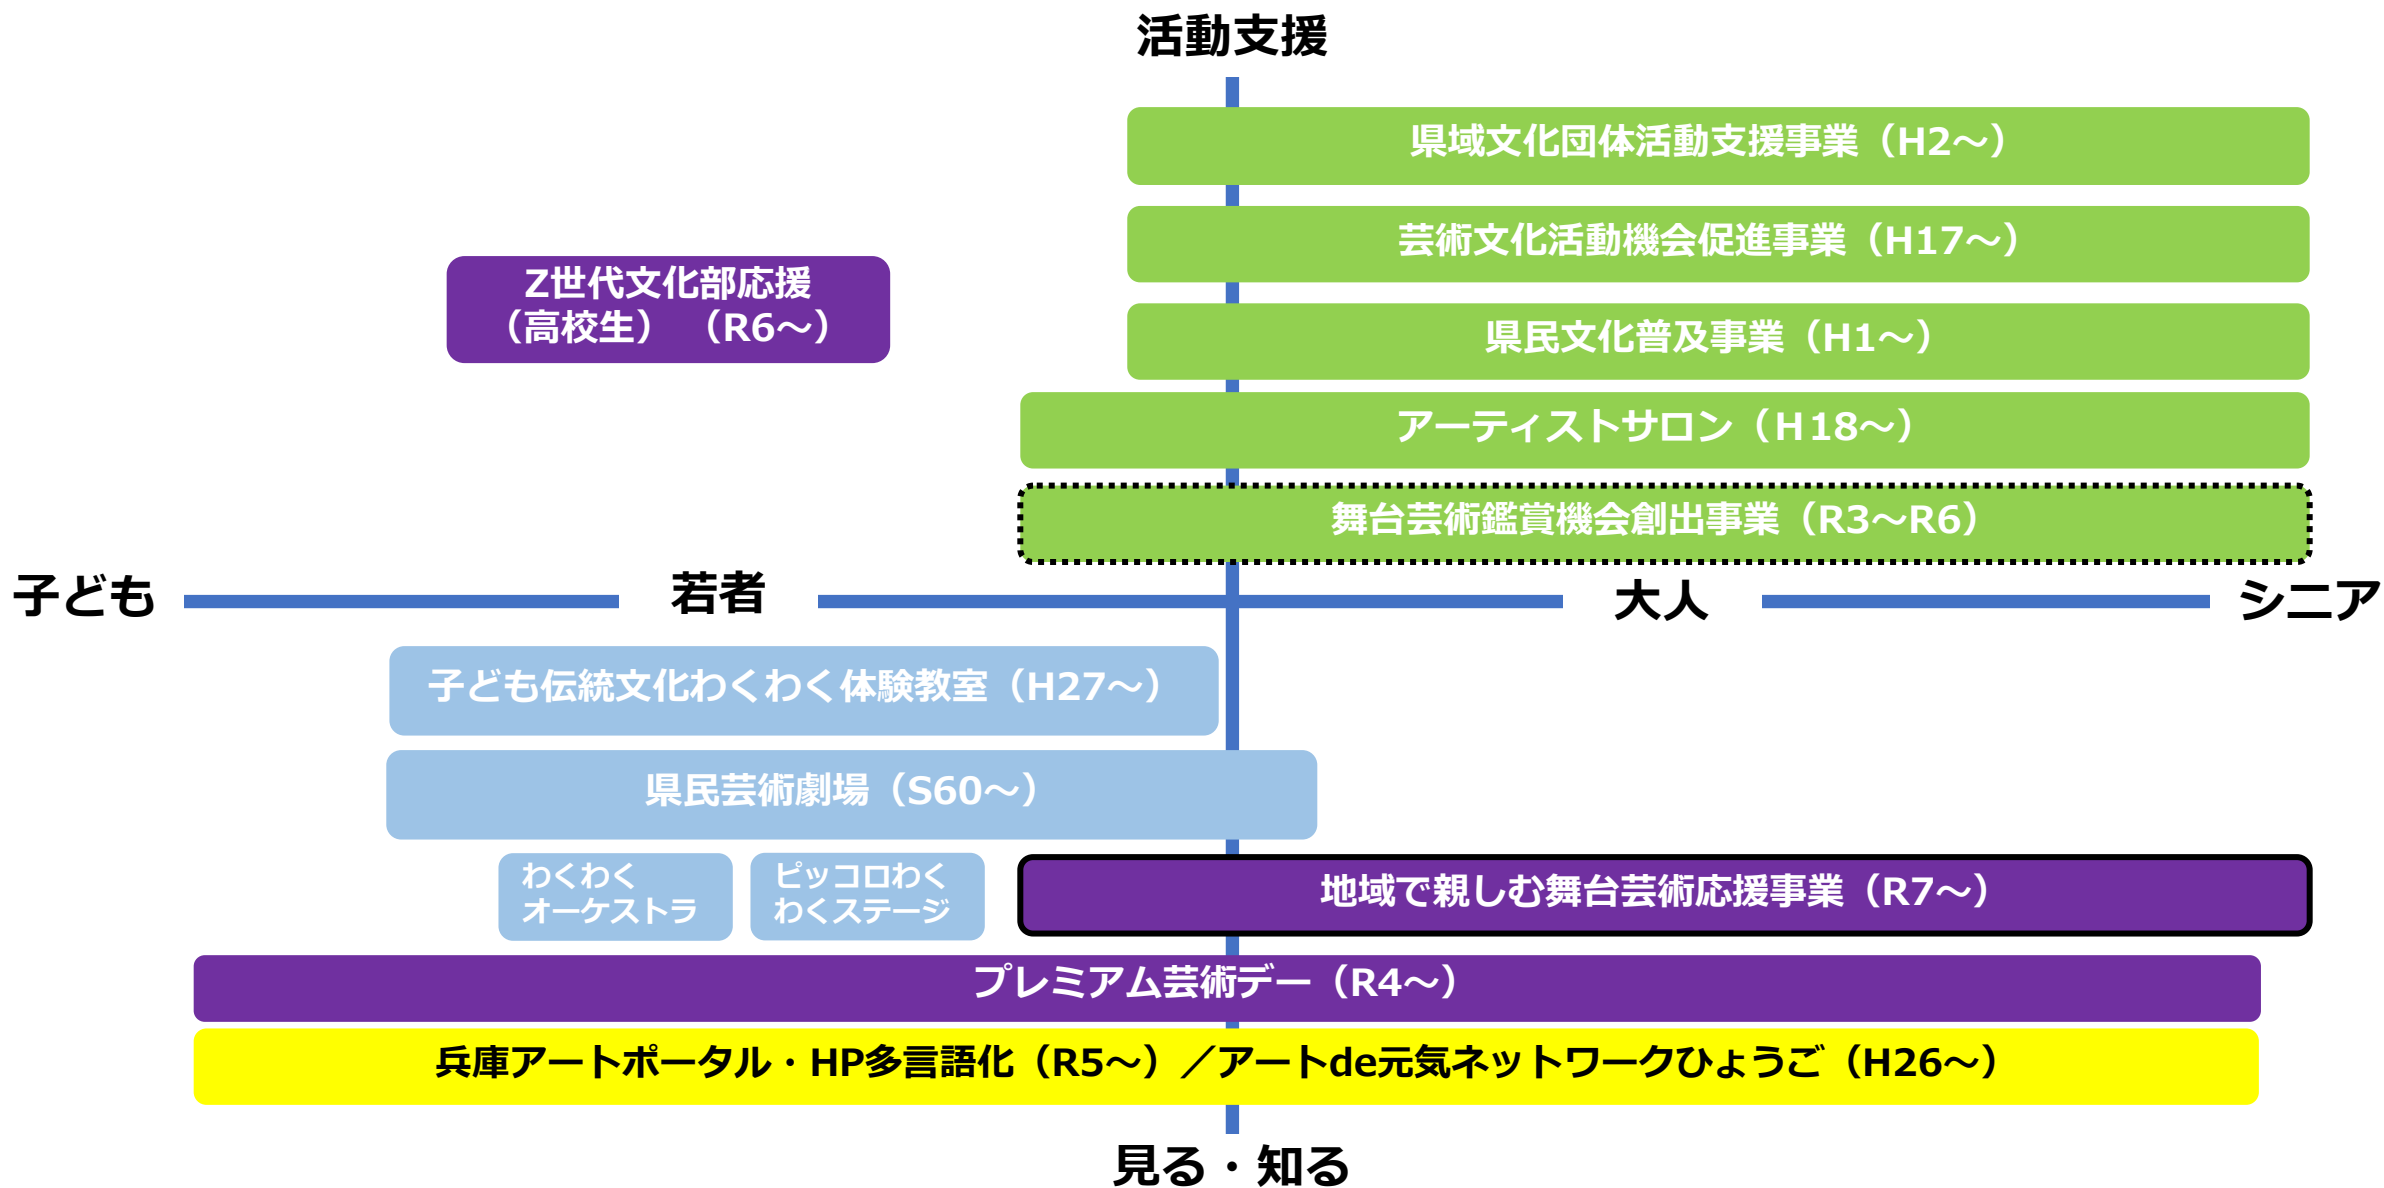 活動支援
県域文化団体活動支援事業（H2～）
芸術文化活動機会促進事業（H17～）
Z世代文化部応援
（高校生）（R6～）
県民文化普及事業（H1～）
アーティストサロン（Ｈ18～）
舞台芸術鑑賞機会創出事業（R3～R6）
子ども
若者
大人
シニア
子ども伝統文化わくわく体験教室（H27～）
県民芸術劇場（S60～）
わくわく
オーケストラ
ピッコロわく
わくステージ
地域で親しむ舞台芸術応援事業（R7～）
プレミアム芸術デー（R4～）
兵庫アートポータル・HP多言語化（R5～）／アートde元気ネットワークひょうご（H26～）
見る・知る